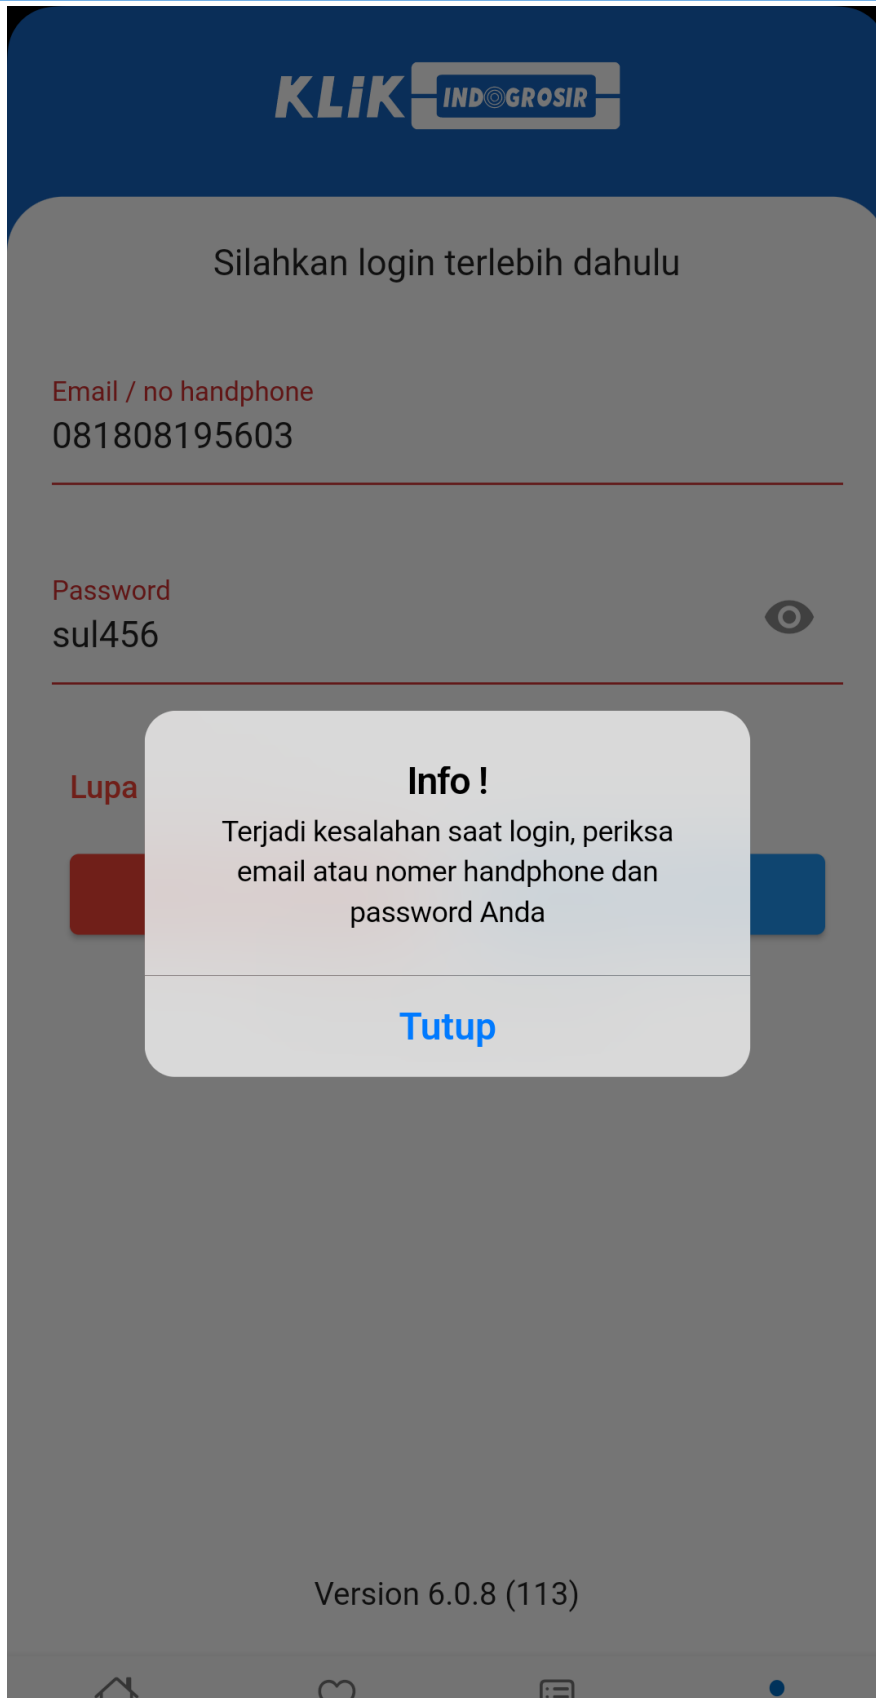 KLiK INDOGROSIR
Silahkan login terlebih dahulu
Email / no handphone
081808195603
Password
sul456
Lupa
Info !
Terjadi kesalahan saat login, periksa
email atau nomer handphone dan
password Anda
Tutup
Version 6.0.8 (113)